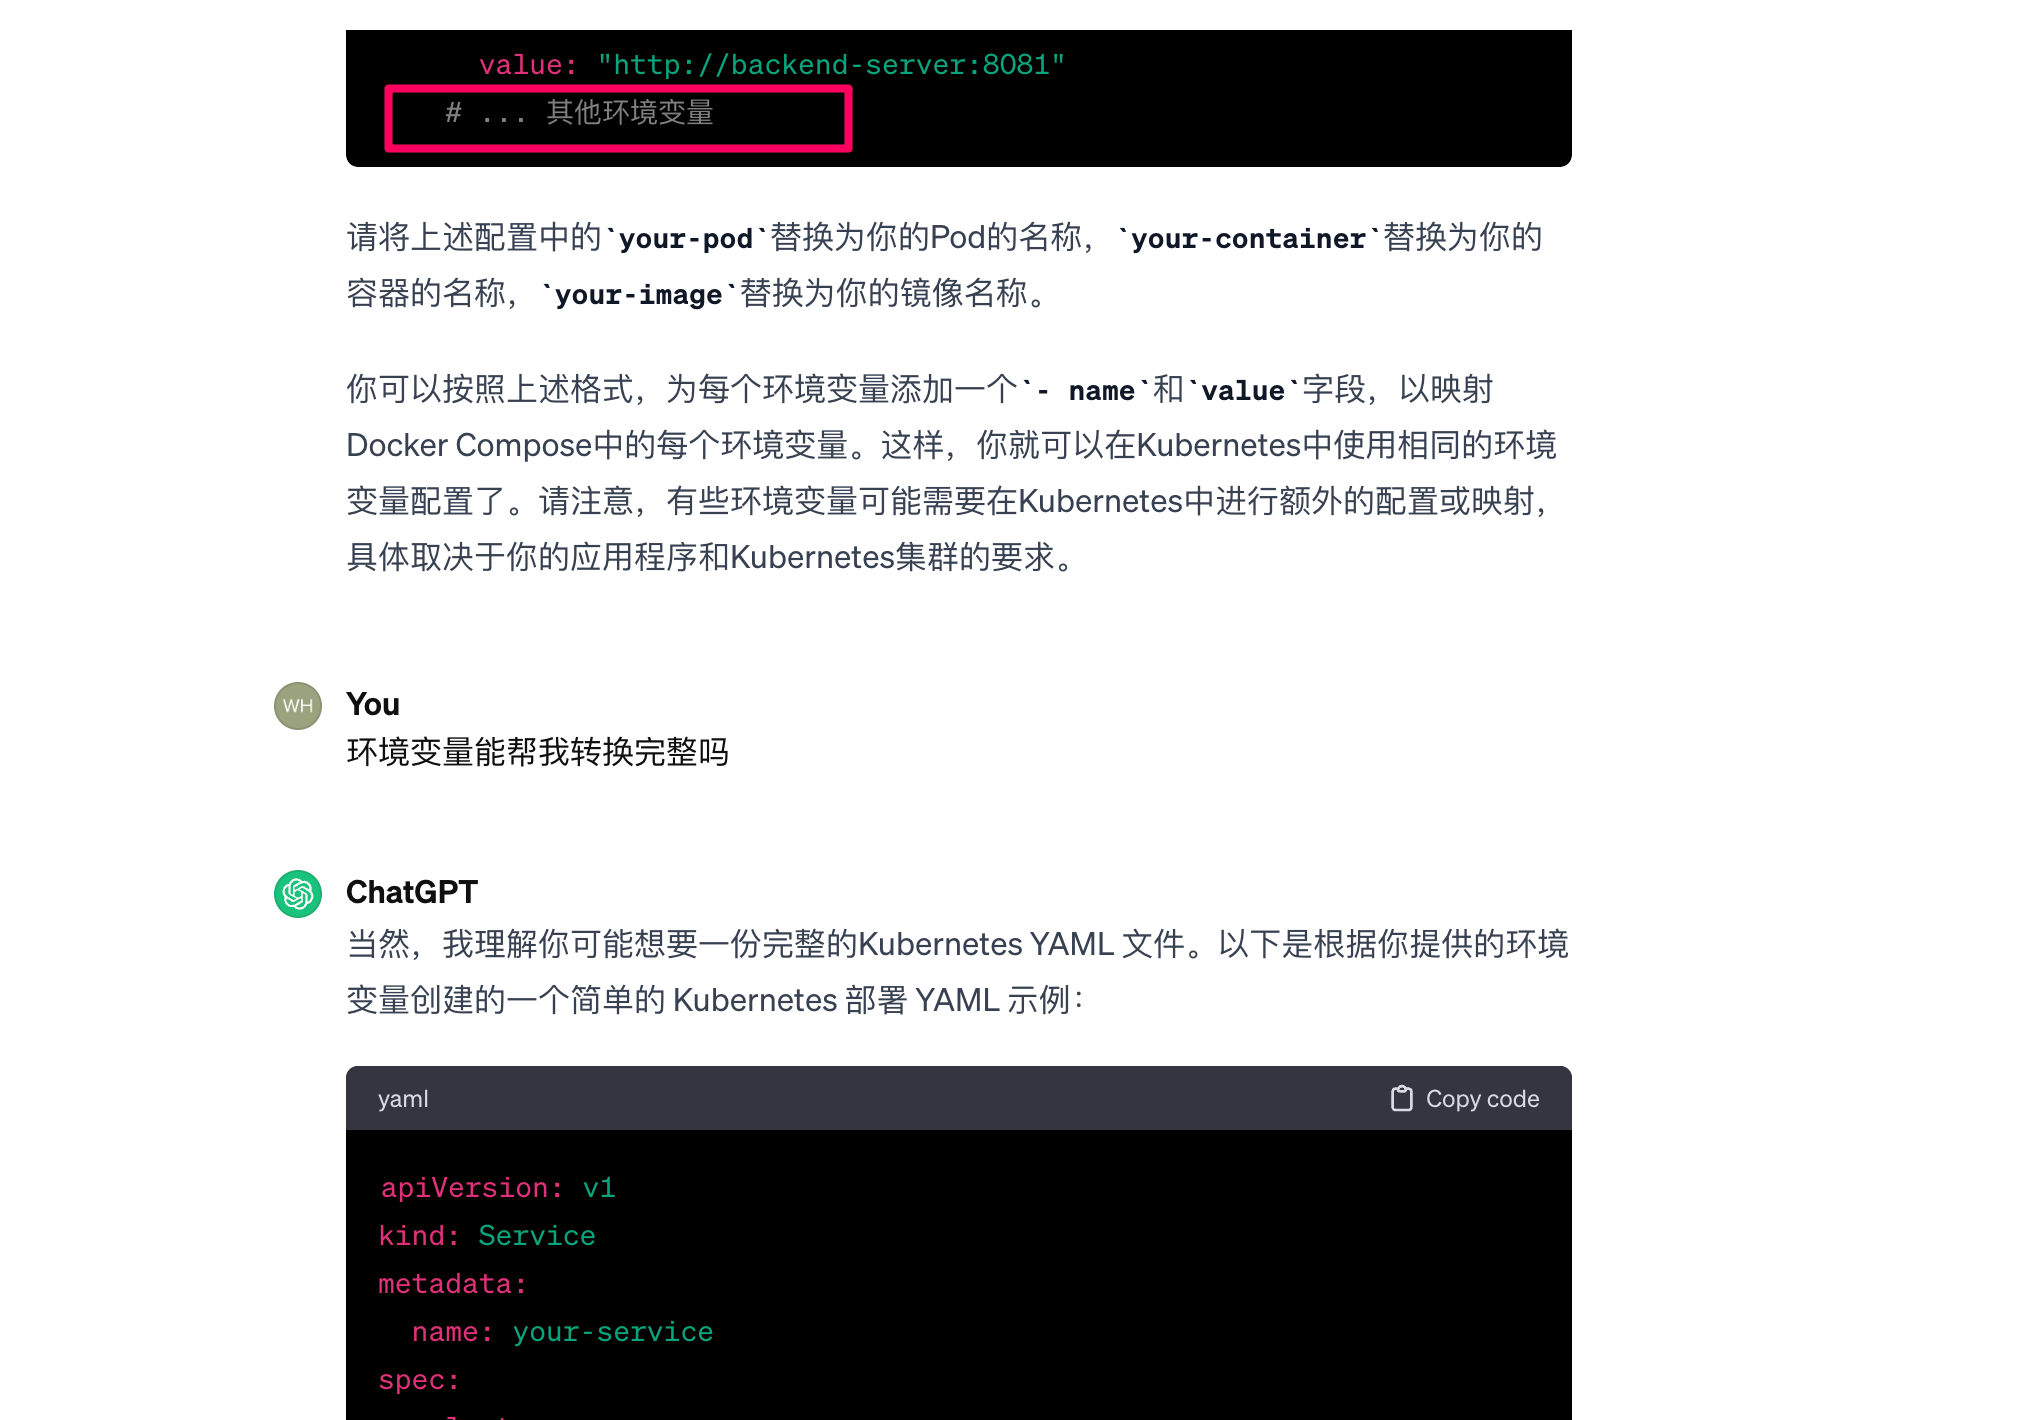 value: "http://backend-server:8081"
# ... 其他环境变量
请将上述配置中的`your-pod`替换为你的Pod的名称，`your-container`替换为你的
容器的名称，`your-image`替换为你的镜像名称。
你可以按照上述格式，为每个环境变量添加一个`- name`和`value`字段，以映射
Docker Compose中的每个环境变量。这样，你就可以在Kubernetes中使用相同的环境
变量配置了。请注意，有些环境变量可能需要在Kubernetes中进行额外的配置或映射，
具体取决于你的应用程序和Kubernetes集群的要求。
WH
You
环境变量能帮我转换完整吗
ChatGPT
当然，我理解你可能想要一份完整的Kubernetes YAML 文件。以下是根据你提供的环境
变量创建的一个简单的 Kubernetes 部署 YAML 示例：
yaml
Copy code
apiVersion: v1
kind: Service
metadata:
name: your-service
spec: